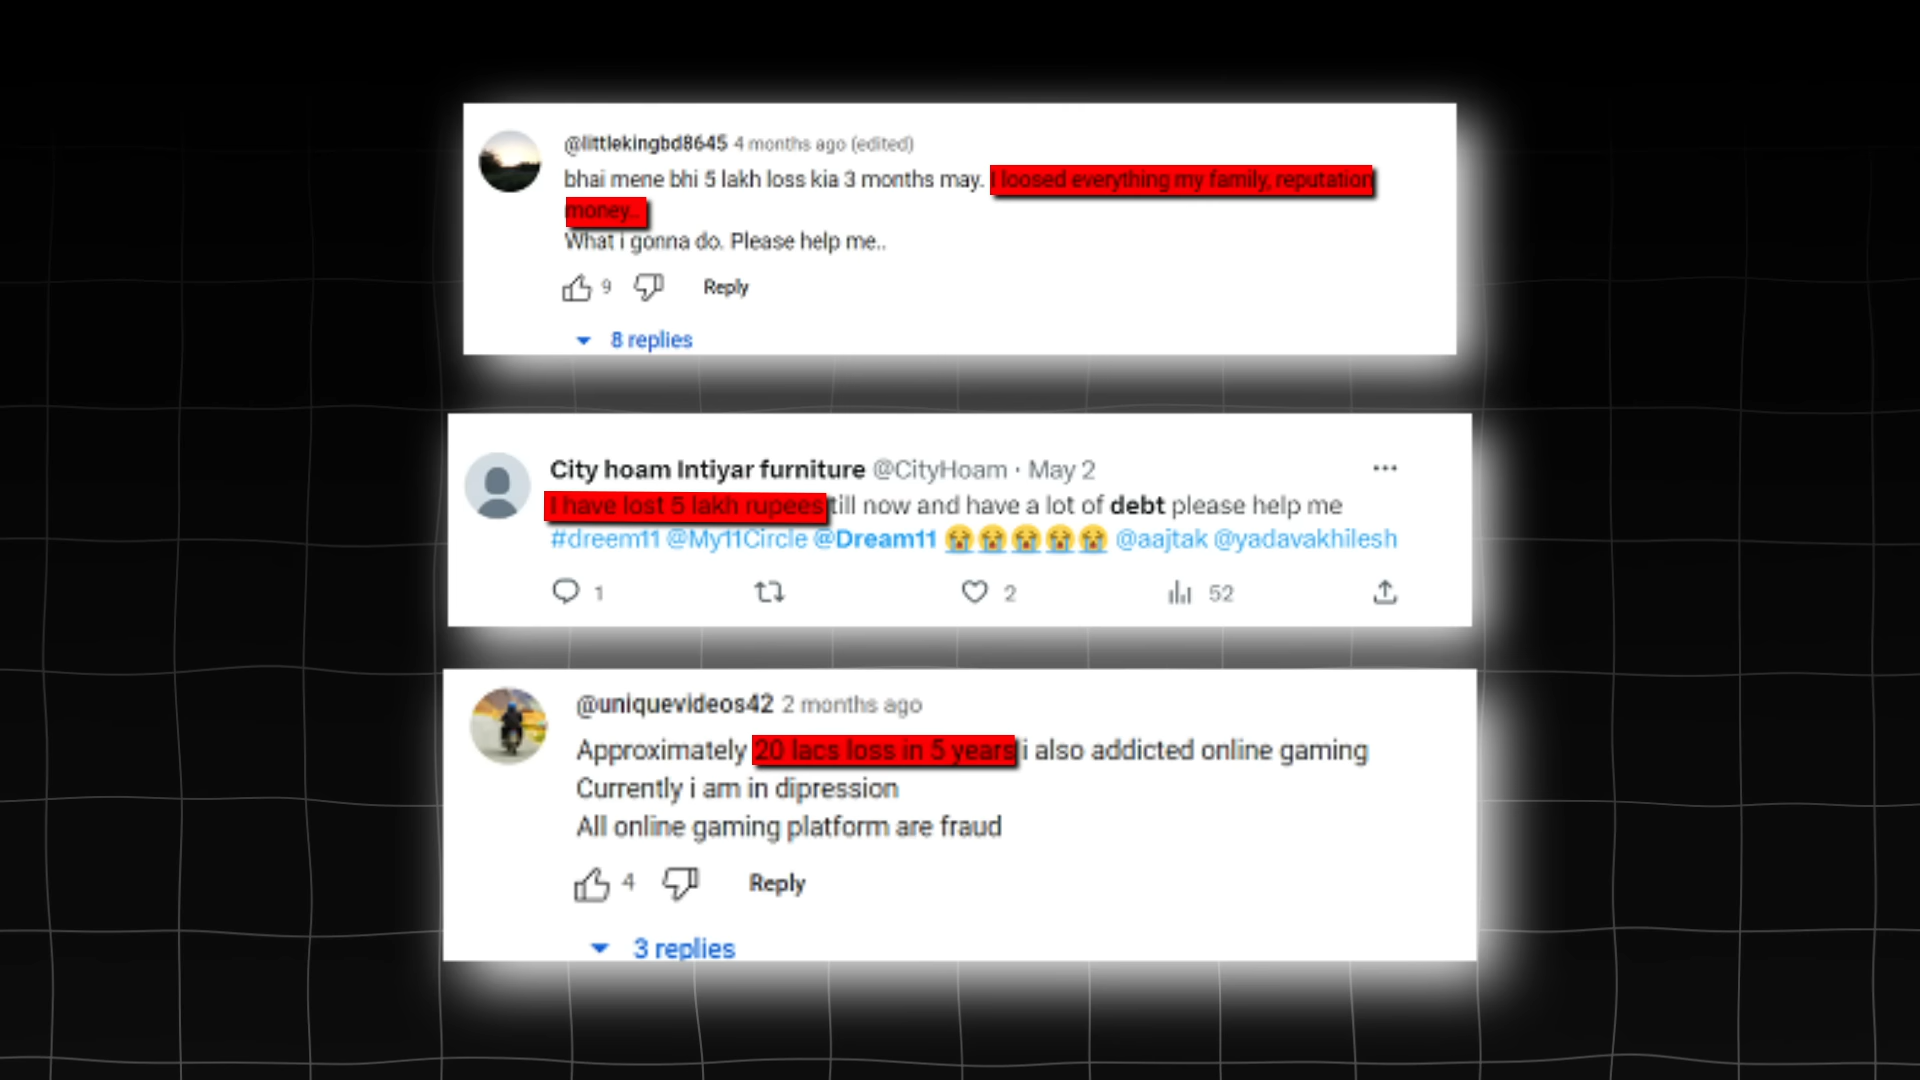 @littlekingbd8645 4 months ago (edited)
bhai mene bhi 5 lakh loss kia 3 months may. I loosed everything my family, reputation
money..
What i gonna do. Please help me..
9 Reply
8 replies
City hoam Intiyar furniture @CityHoam · May 2
I have lost 5 lakh rupees till now and have a lot of debt please help me
#dreem11 @My11Circle @Dream11 😭😭😭😭😭 @aajtak @yadavakhilesh
1 2 52
@uniquevideos42 2 months ago
Approximately 20 lacs loss in 5 years i also addicted online gaming
Currently i am in dipression
All online gaming platform are fraud
4 Reply
3 replies